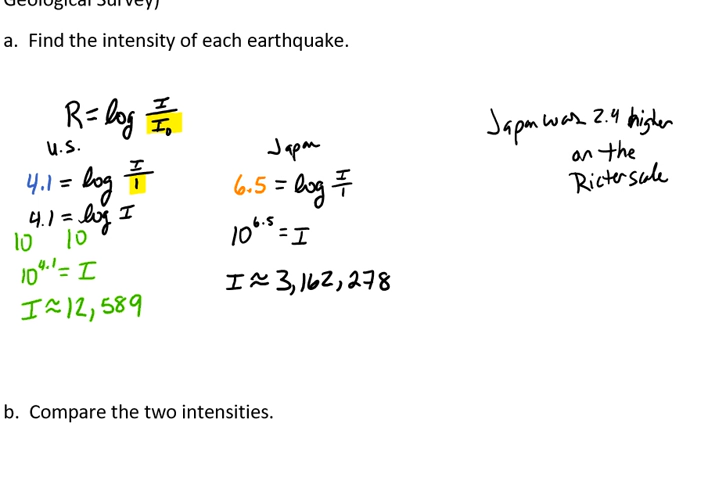 Geological Survey)
a. Find the intensity of each earthquake.
R = log I/I₀
U.S.
4.1 = log I/1
4.1 = log I
10 10
10^4.1 = I
I ≈ 12,589
Japan
6.5 = log I/1
10^6.5 = I
I ≈ 3,162,278
Japan was 2.4 higher
on the
Ricter scale
b. Compare the two intensities.